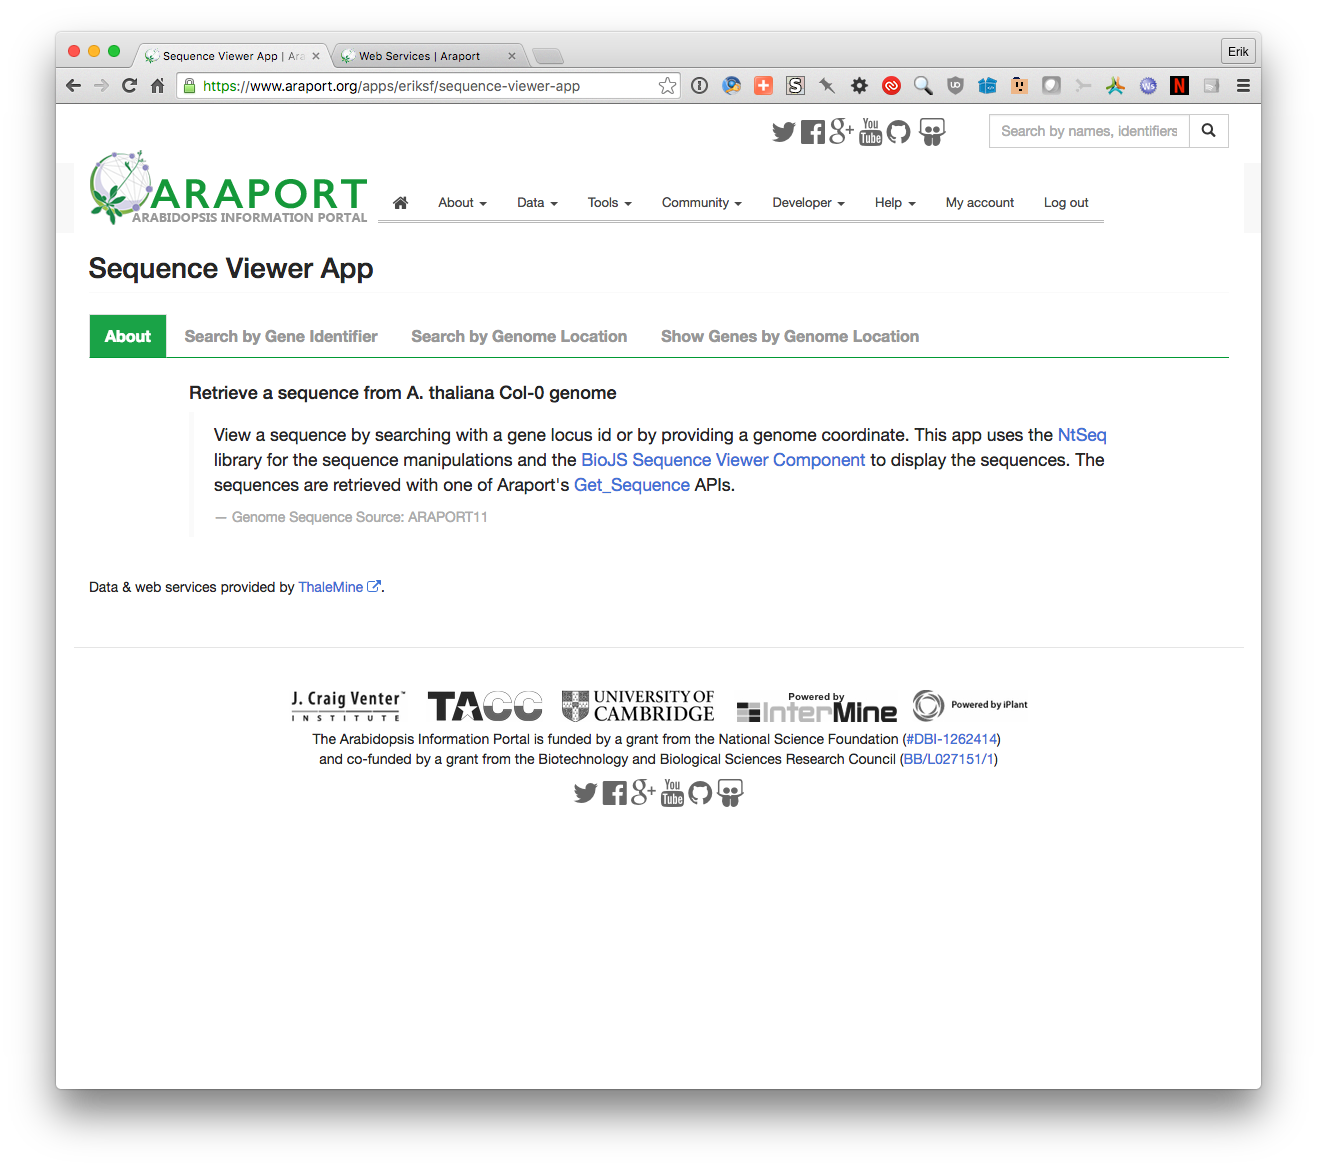 Sequence Viewer App | Ara
Web Services | Araport
Erik
https://www.araport.org/apps/eriksf/sequence-viewer-app
You
Tube
Search by names, identifiers
ARAPORT
ARABIDOPSIS INFORMATION PORTAL
About
Data
Tools
Community
Developer
Help
My account
Log out
Sequence Viewer App
About
Search by Gene Identifier
Search by Genome Location
Show Genes by Genome Location
Retrieve a sequence from A. thaliana Col-0 genome
View a sequence by searching with a gene locus id or by providing a genome coordinate. This app uses the NtSeq
library for the sequence manipulations and the BioJS Sequence Viewer Component to display the sequences. The
sequences are retrieved with one of Araport's Get_Sequence APIs.
— Genome Sequence Source: ARAPORT11
Data & web services provided by ThaleMine.
J. Craig Venter™
INSTITUTE
TACC
UNIVERSITY OF
CAMBRIDGE
Powered by
InterMine
Powered by iPlant
The Arabidopsis Information Portal is funded by a grant from the National Science Foundation (#DBI-1262414)
and co-funded by a grant from the Biotechnology and Biological Sciences Research Council (BB/L027151/1)
You
Tube